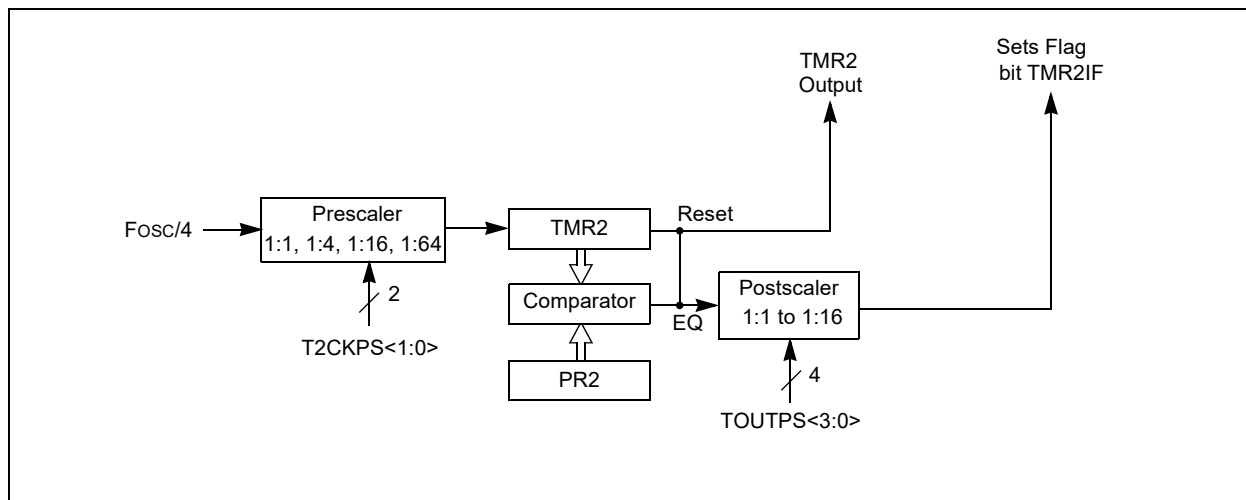 TMR2
Output
Sets Flag
bit TMR2IF
Fosc/4
Prescaler
1:1, 1:4, 1:16, 1:64
2
T2CKPS<1:0>
TMR2
Reset
Comparator
EQ
PR2
Postscaler
1:1 to 1:16
4
TOUTPS<3:0>